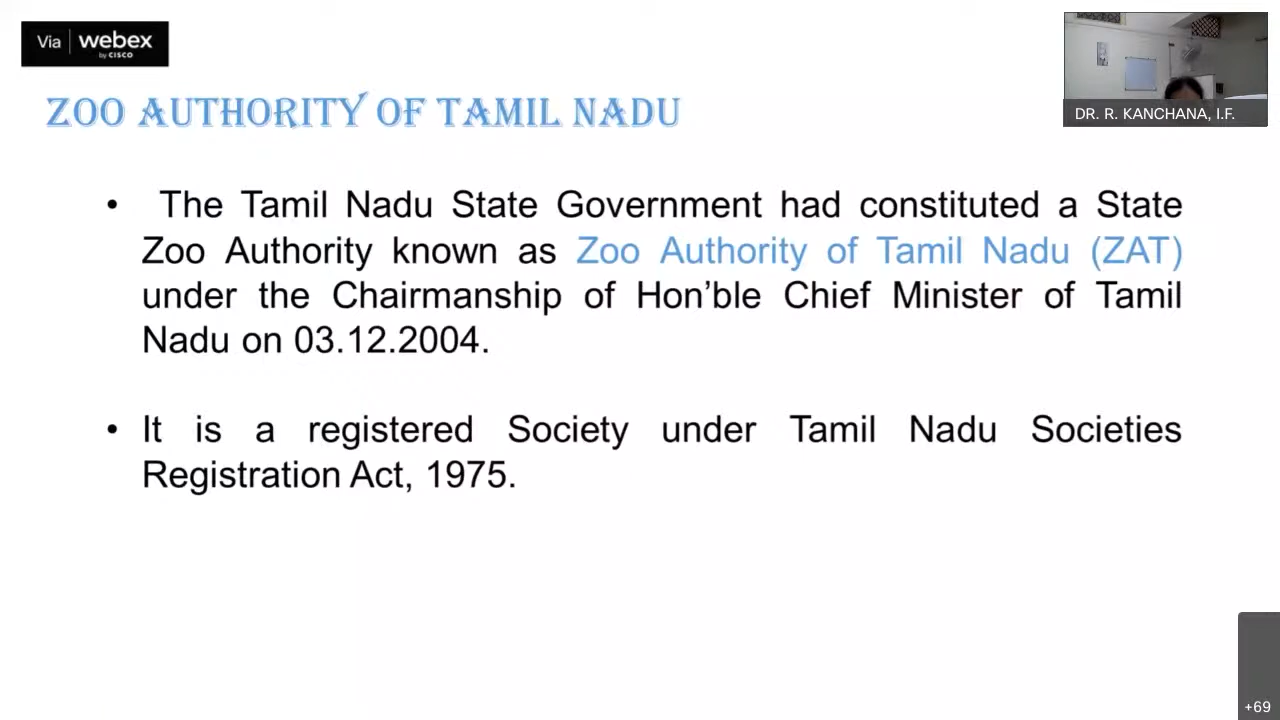 Via webex
by CISCO
ZOO AUTHORITY OF TAMIL NADU
DR. R. KANCHANA, I.F.
• The Tamil Nadu State Government had constituted a State
Zoo Authority known as Zoo Authority of Tamil Nadu (ZAT)
under the Chairmanship of Hon’ble Chief Minister of Tamil
Nadu on 03.12.2004.
• It is a registered Society under Tamil Nadu Societies
Registration Act, 1975.
+69